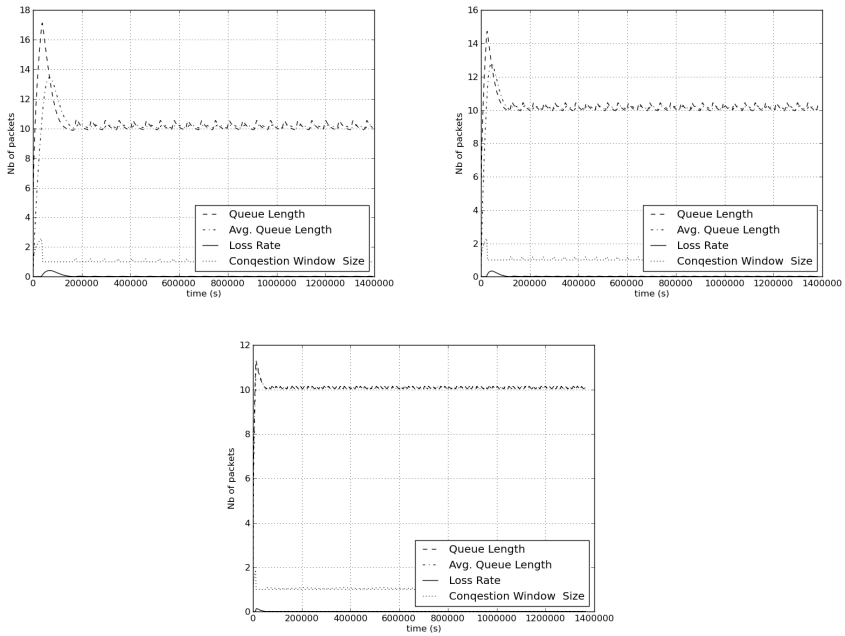 18
16
14
12
10
8
6
4
2
0
Nb of packets
0 200000 400000 600000 800000 1000000 1200000 1400000
time (s)
Queue Length
Avg. Queue Length
Loss Rate
Conqestion Window Size
16
14
12
10
8
6
4
2
0
Nb of packets
0 200000 400000 600000 800000 1000000 1200000 1400000
time (s)
Queue Length
Avg. Queue Length
Loss Rate
Conqestion Window Size
12
10
8
6
4
2
0
Nb of packets
0 200000 400000 600000 800000 1000000 1200000 1400000
time (s)
Queue Length
Avg. Queue Length
Loss Rate
Conqestion Window Size